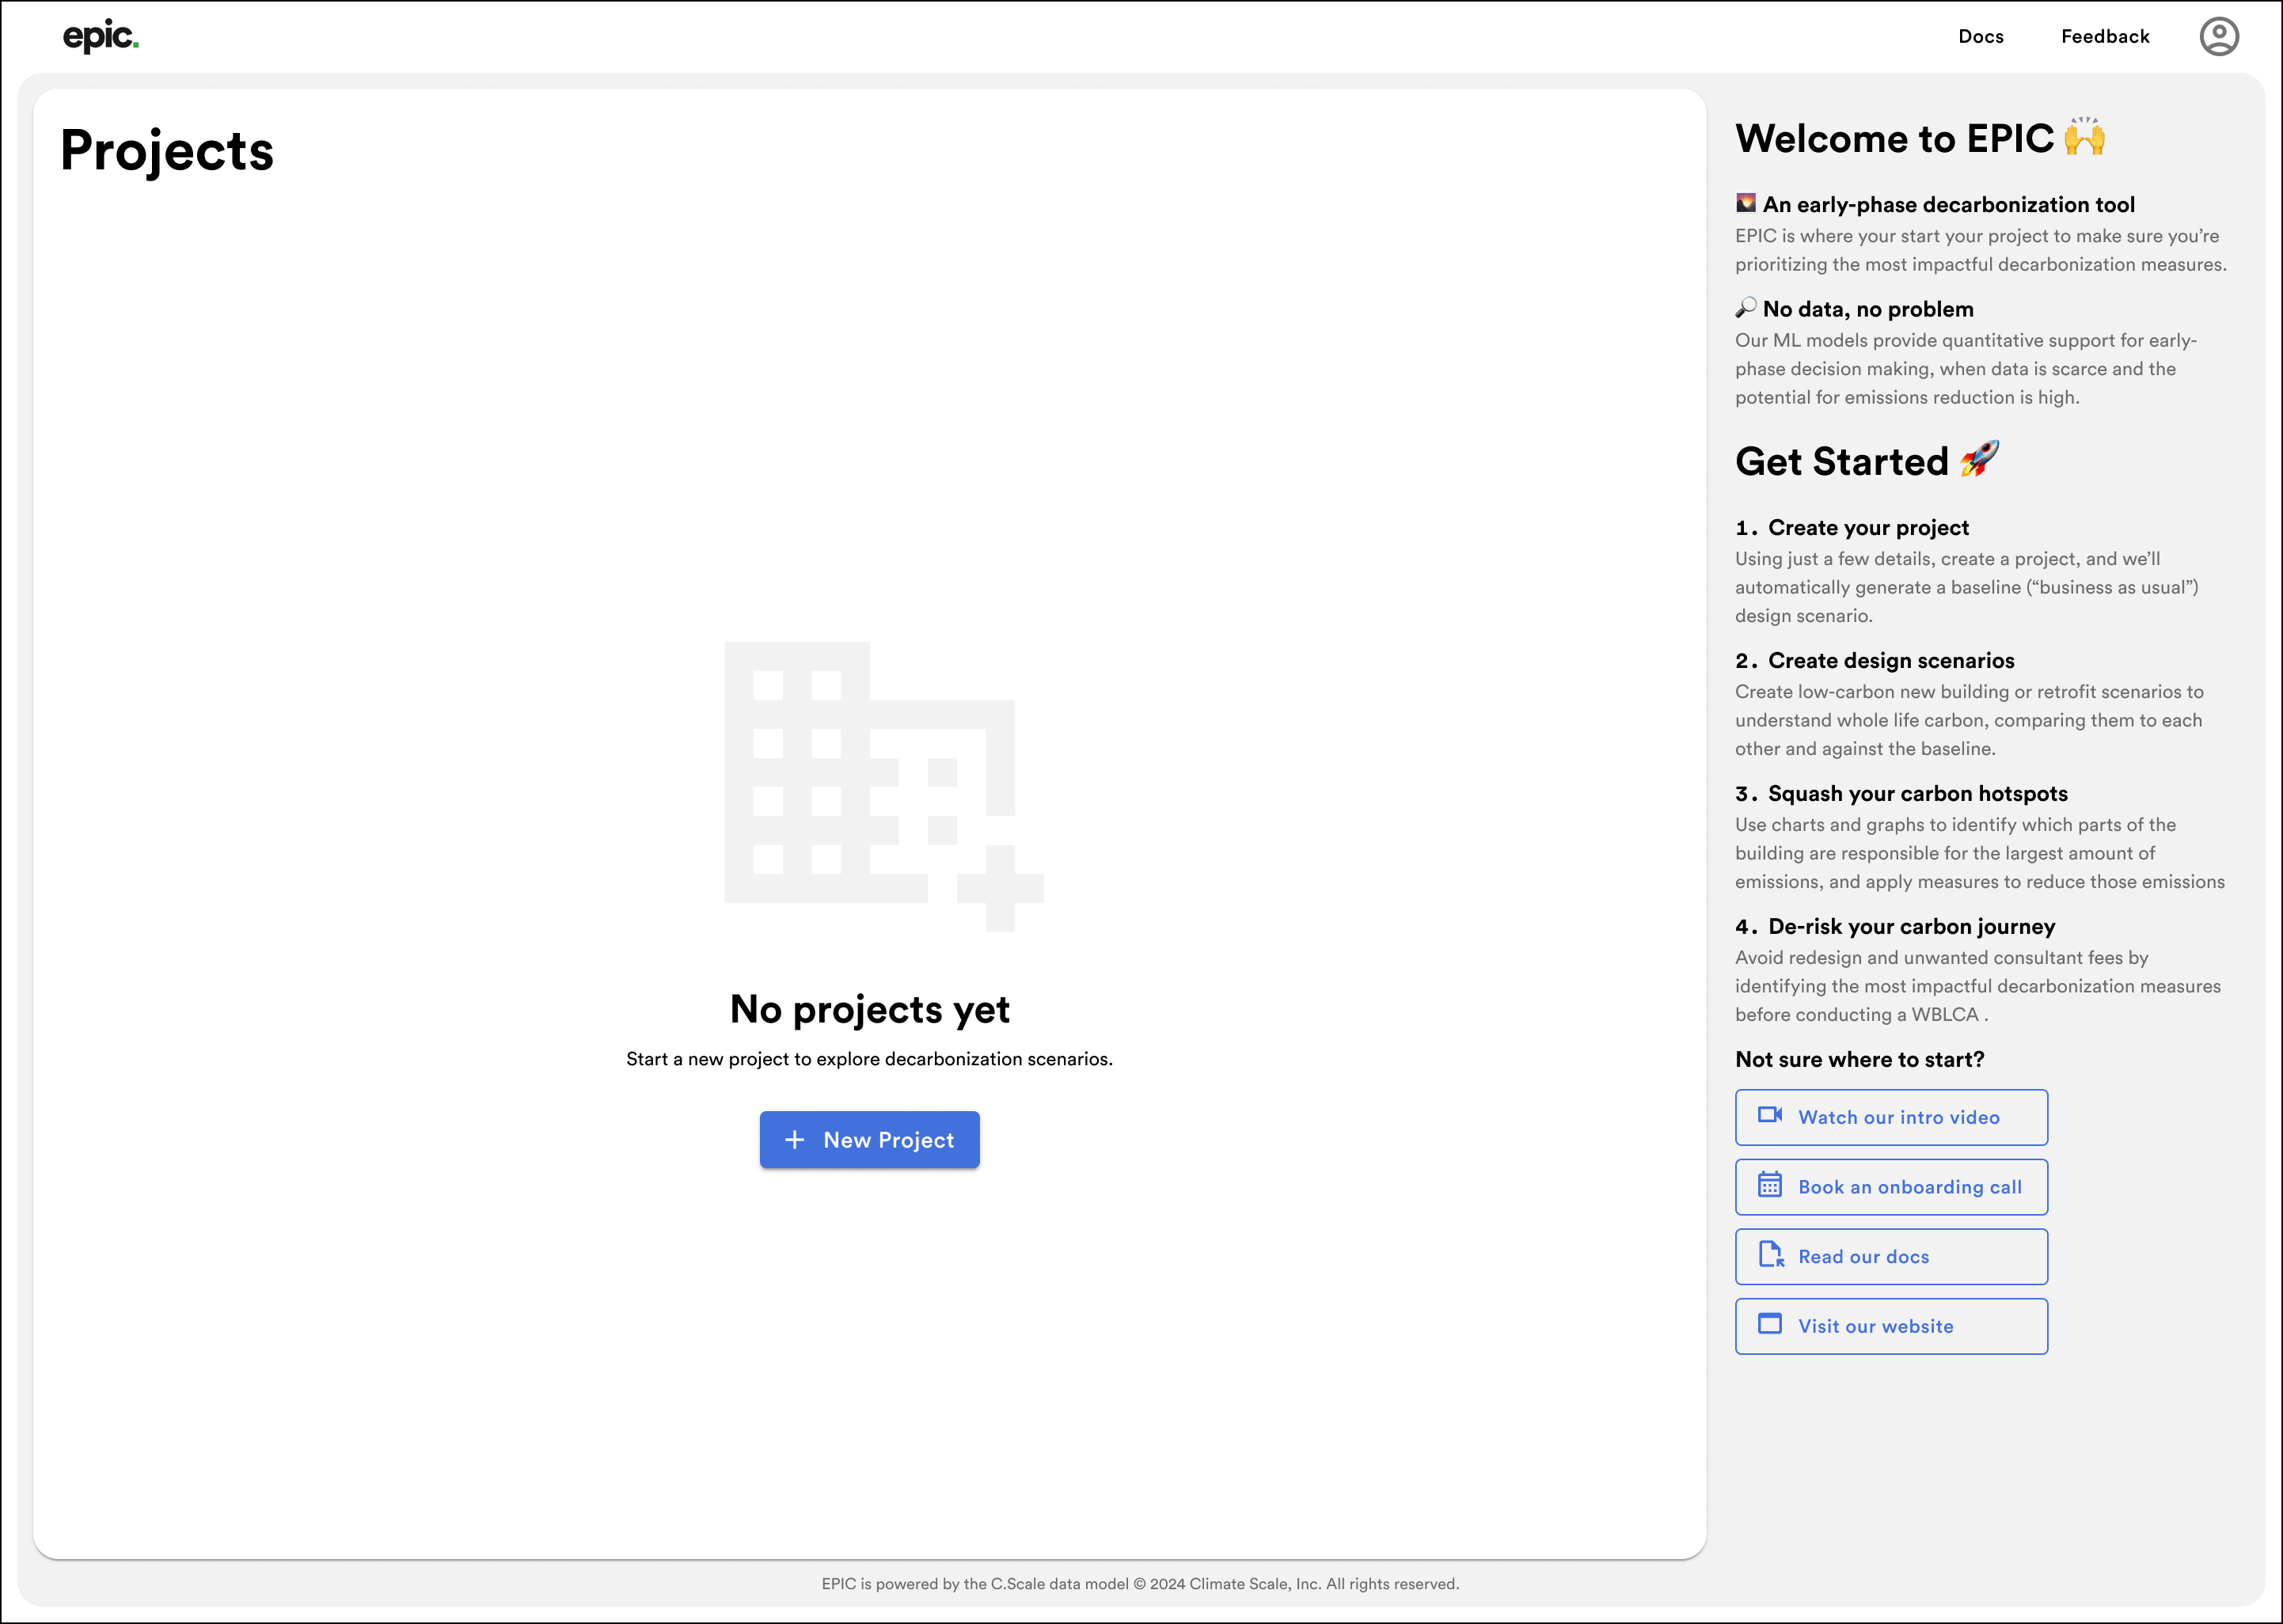 epic.
Docs
Feedback
Projects
No projects yet
Start a new project to explore decarbonization scenarios.
+ New Project
Welcome to EPIC 🙌
🌄 An early-phase decarbonization tool
EPIC is where your start your project to make sure you’re
prioritizing the most impactful decarbonization measures.
🔎 No data, no problem
Our ML models provide quantitative support for early-
phase decision making, when data is scarce and the
potential for emissions reduction is high.
Get Started 🚀
1. Create your project
Using just a few details, create a project, and we’ll
automatically generate a baseline (“business as usual”)
design scenario.
2. Create design scenarios
Create low-carbon new building or retrofit scenarios to
understand whole life carbon, comparing them to each
other and against the baseline.
3. Squash your carbon hotspots
Use charts and graphs to identify which parts of the
building are responsible for the largest amount of
emissions, and apply measures to reduce those emissions
4. De-risk your carbon journey
Avoid redesign and unwanted consultant fees by
identifying the most impactful decarbonization measures
before conducting a WBLCA .
Not sure where to start?
Watch our intro video
Book an onboarding call
Read our docs
Visit our website
EPIC is powered by the C.Scale data model © 2024 Climate Scale, Inc. All rights reserved.